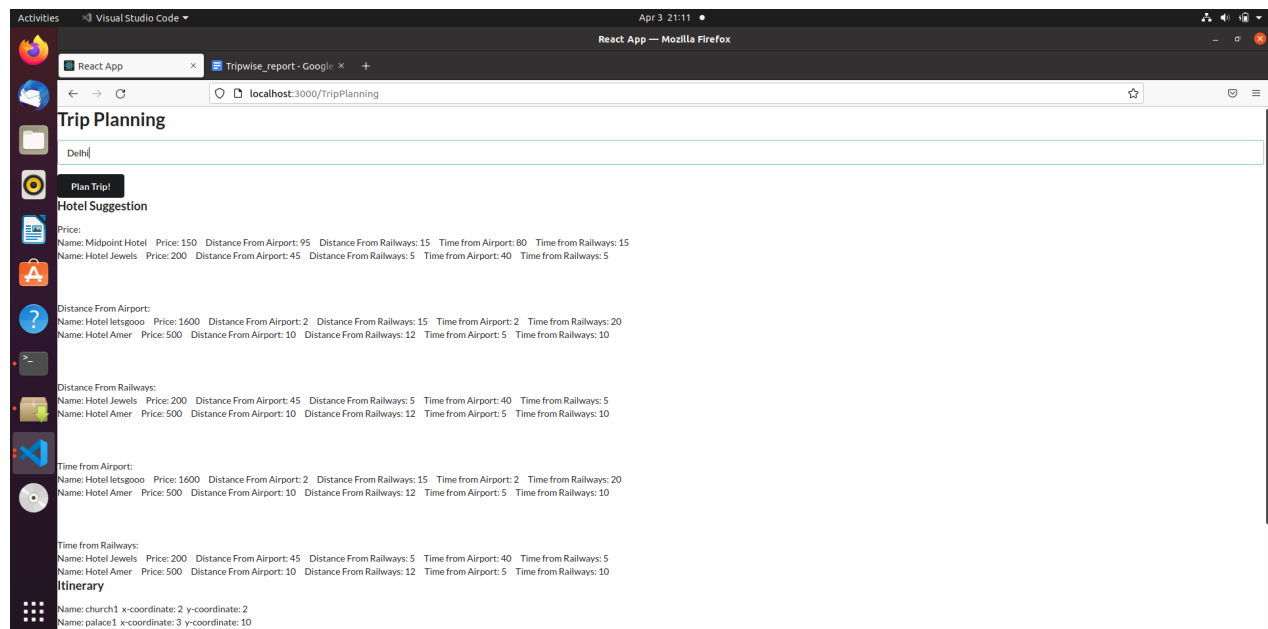 Activities Visual Studio Code Apr 3 21:11
React App — Mozilla Firefox
React App Tripwise_report - Google
localhost:3000/TripPlanning
Trip Planning
Delhi
Plan Trip!
Hotel Suggestion
Price:
Name: Midpoint Hotel Price: 150 Distance From Airport: 95 Distance From Railways: 15 Time from Airport: 80 Time from Railways: 15
Name: Hotel Jewels Price: 200 Distance From Airport: 45 Distance From Railways: 5 Time from Airport: 40 Time from Railways: 5
Distance From Airport:
Name: Hotel letsgooo Price: 1600 Distance From Airport: 2 Distance From Railways: 15 Time from Airport: 2 Time from Railways: 20
Name: Hotel Amer Price: 500 Distance From Airport: 10 Distance From Railways: 12 Time from Airport: 5 Time from Railways: 10
Distance From Railways:
Name: Hotel Jewels Price: 200 Distance From Airport: 45 Distance From Railways: 5 Time from Airport: 40 Time from Railways: 5
Name: Hotel Amer Price: 500 Distance From Airport: 10 Distance From Railways: 12 Time from Airport: 5 Time from Railways: 10
Time from Airport:
Name: Hotel letsgooo Price: 1600 Distance From Airport: 2 Distance From Railways: 15 Time from Airport: 2 Time from Railways: 20
Name: Hotel Amer Price: 500 Distance From Airport: 10 Distance From Railways: 12 Time from Airport: 5 Time from Railways: 10
Time from Railways:
Name: Hotel Jewels Price: 200 Distance From Airport: 45 Distance From Railways: 5 Time from Airport: 40 Time from Railways: 5
Name: Hotel Amer Price: 500 Distance From Airport: 10 Distance From Railways: 12 Time from Airport: 5 Time from Railways: 10
Itinerary
Name: church1 x-coordinate: 2 y-coordinate: 2
Name: palace1 x-coordinate: 3 y-coordinate: 10